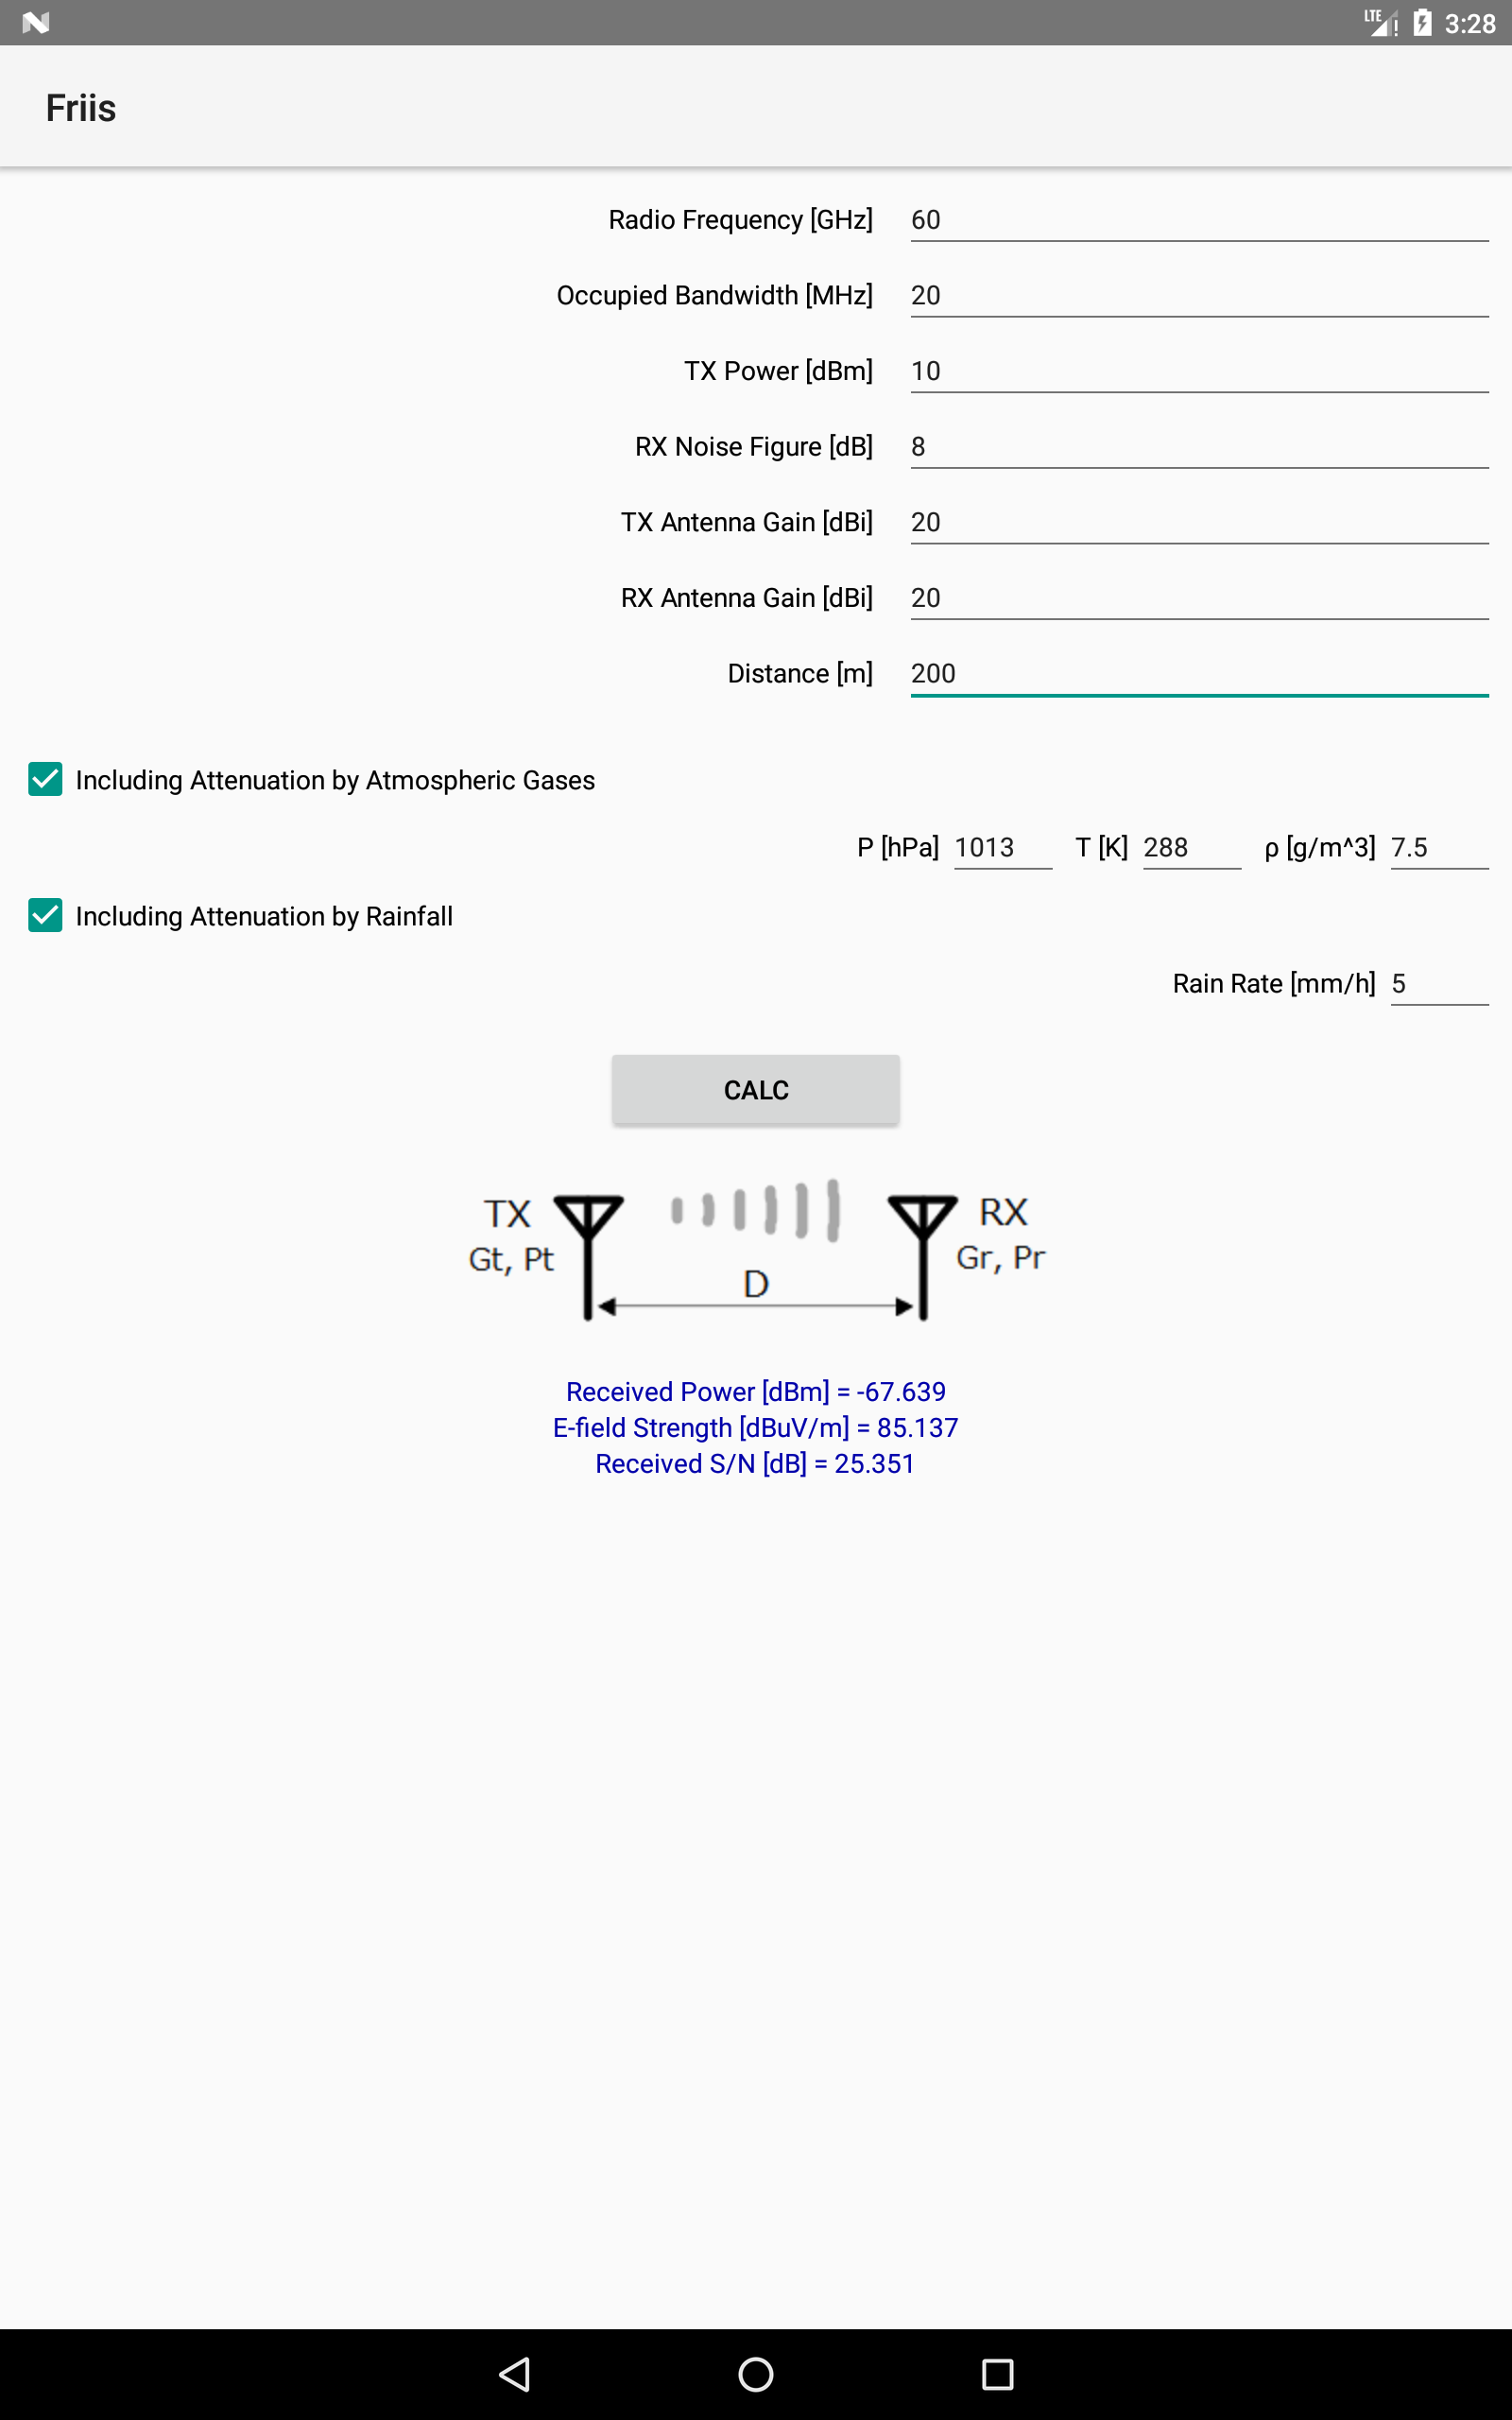 LTE 3:28
Friis
Radio Frequency [GHz] 60
Occupied Bandwidth [MHz] 20
TX Power [dBm] 10
RX Noise Figure [dB] 8
TX Antenna Gain [dBi] 20
RX Antenna Gain [dBi] 20
Distance [m] 200
Including Attenuation by Atmospheric Gases
P [hPa] 1013 T [K] 288 ρ [g/m^3] 7.5
Including Attenuation by Rainfall
Rain Rate [mm/h] 5
CALC
TX RX
Gt, Pt Gr, Pr
D
Received Power [dBm] = -67.639
E-field Strength [dBuV/m] = 85.137
Received S/N [dB] = 25.351